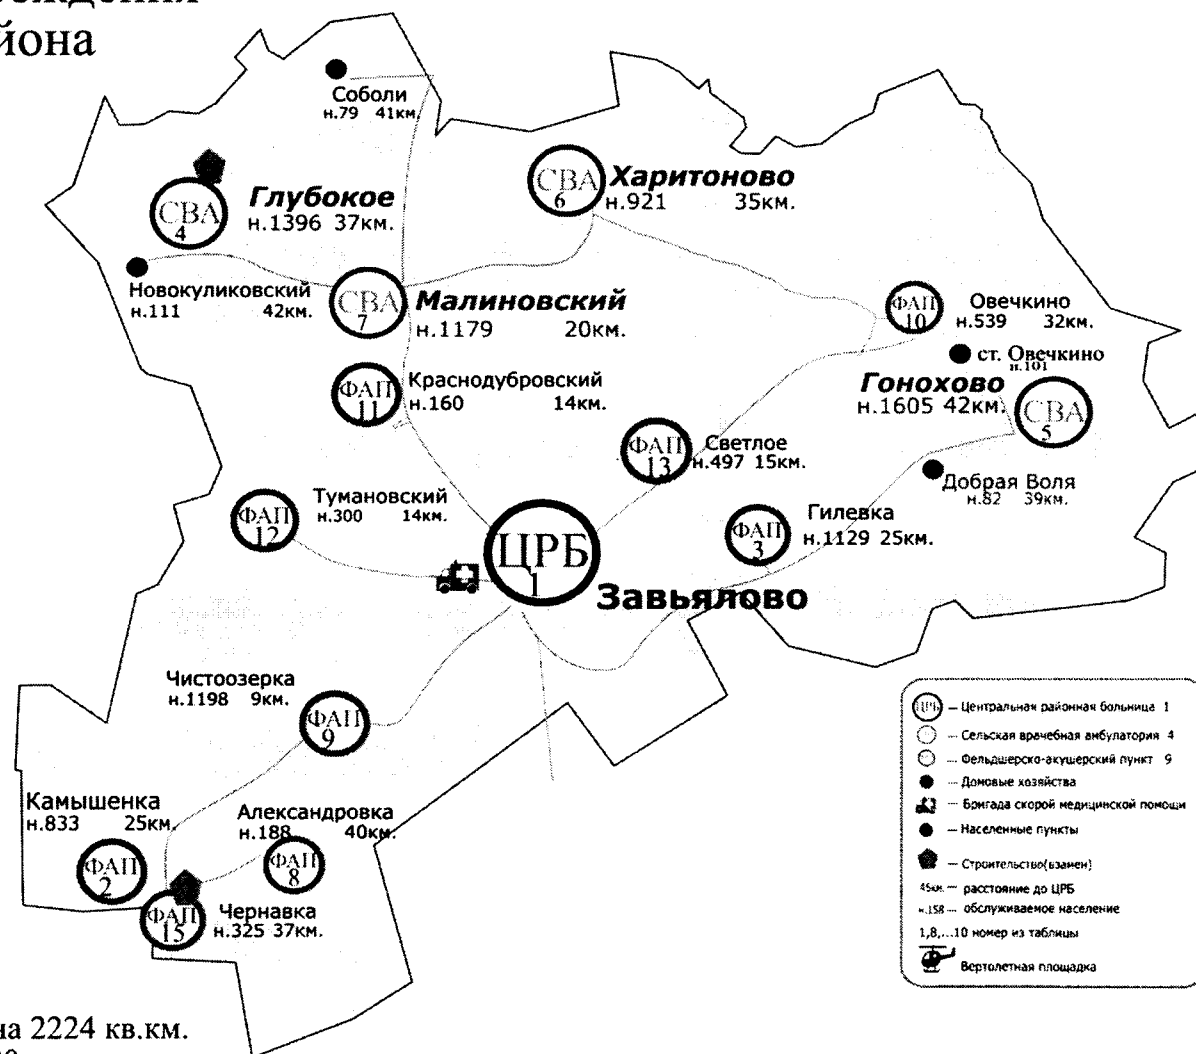 йона
Соболи
н.79 41км.
СВА
4
Глубокое
н.1396 37км.
СВА
6
Харитоново
н.921 35км.
Новокуликовский
н.111 42км.
СВА
7
Малиновский
н.1179 20км.
ФАП
10
Овечкино
н.539 32км.
ст. Овечкино
н.101
Гонохово
н.1605 42км.
СВА
5
ФАП
11
Краснодубровский
н.160 14км.
ФАП
13
Светлое
н.497 15км.
Добрая Воля
н.82 39км.
Тумановский
н.300 14км.
ФАП
12
ЦРБ
1
Завьялово
ФАП
3
Гилевка
н.1129 25км.
Чистоозерка
н.1198 9км.
ФАП
9
Камышенка
н.833 25км.
ФАП
2
Александровка
н.188 40км.
ФАП
8
ФАП
15
Чернавка
н.325 37км.
ЦРБ – Центральная районная больница 1
– Сельская врачебная амбулатория 4
– Фельдшерско-акушерский пункт 9
– Домовые хозяйства
– Бригада скорой медицинской помощи
– Населенные пункты
– Строительство(взамен)
45км. – расстояние до ЦРБ
н.158 – обслуживаемое население
1,8,...10 номер из таблицы
Вертолетная площадка
на 2224 кв.км.